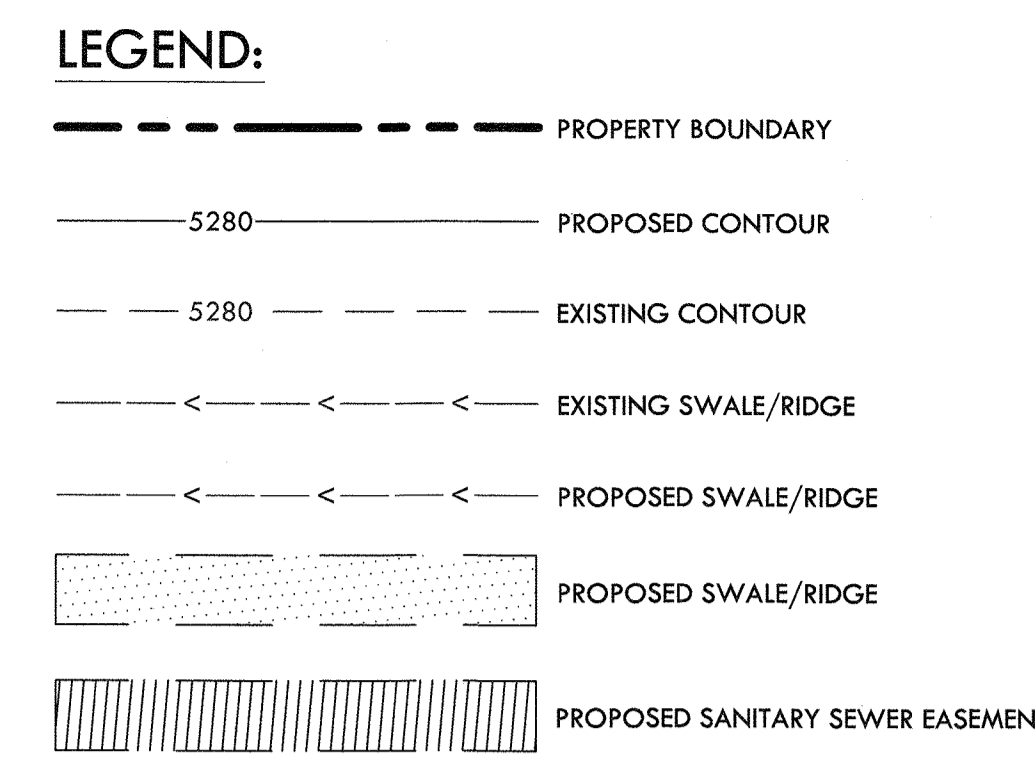 LEGEND:
PROPERTY BOUNDARY
5280 PROPOSED CONTOUR
5280 EXISTING CONTOUR
EXISTING SWALE/RIDGE
PROPOSED SWALE/RIDGE
PROPOSED SWALE/RIDGE
PROPOSED SANITARY SEWER EASEMEN